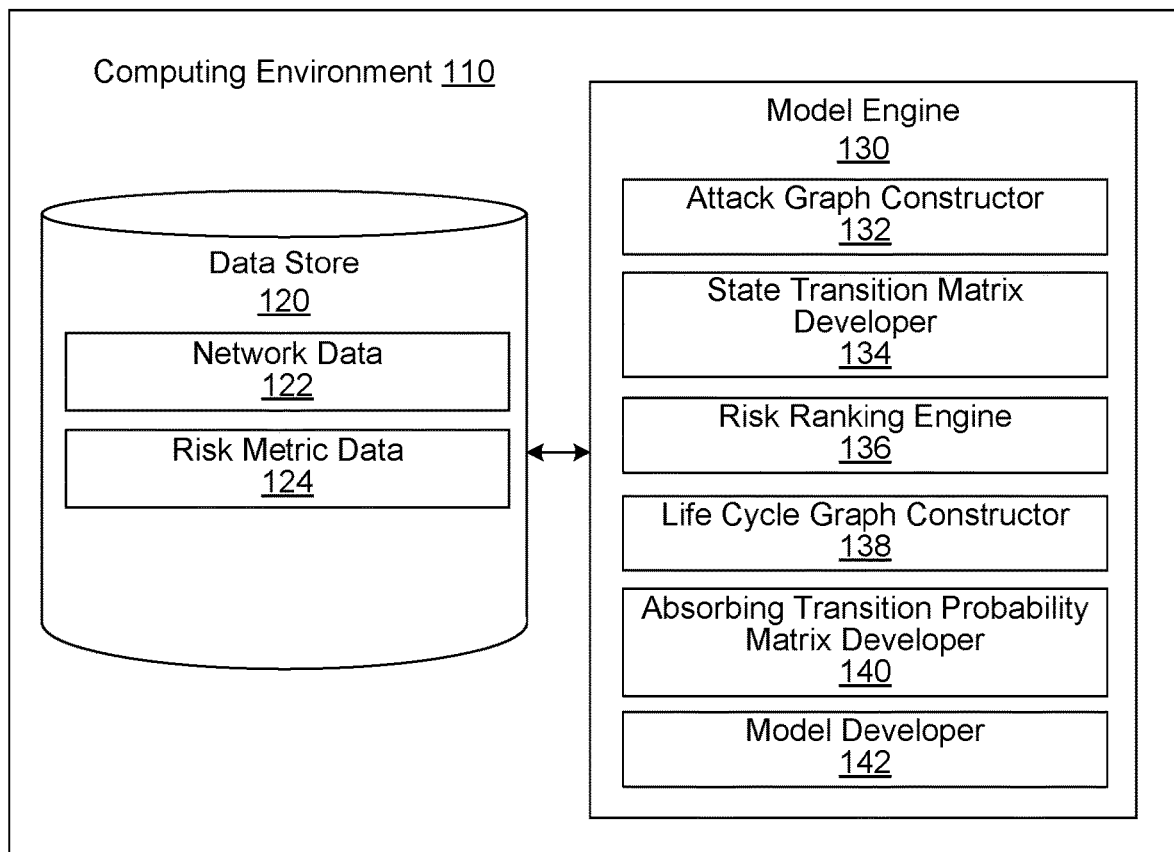 Computing Environment 110
Data Store
120
Network Data
122
Risk Metric Data
124
Model Engine
130
Attack Graph Constructor
132
State Transition Matrix
Developer
134
Risk Ranking Engine
136
Life Cycle Graph Constructor
138
Absorbing Transition Probability
Matrix Developer
140
Model Developer
142